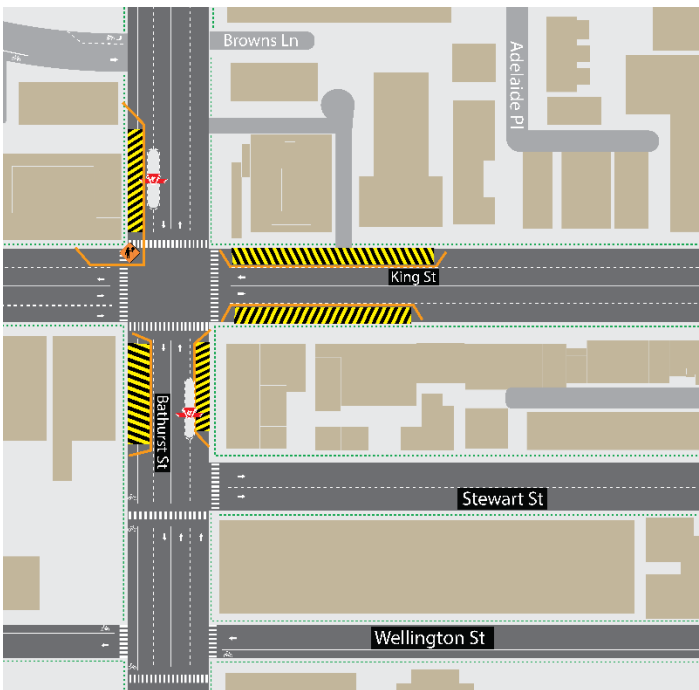 Browns Ln
Adelaide Pl
King St
Bathurst St
Stewart St
Wellington St